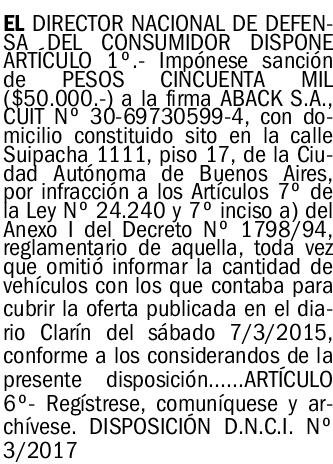 EL DIRECTOR NACIONAL DE DEFEN-
SA DEL CONSUMIDOR DISPONE
ARTÍCULO 1º.- Impónese sanción
de PESOS CINCUENTA MIL
($50.000.-) a la firma ABACK S.A.,
CUIT Nº 30-69730599-4, con do-
micilio constituido sito en la calle
Suipacha 1111, piso 17, de la Ciu-
dad Autónoma de Buenos Aires,
por infracción a los Artículos 7º de
la Ley Nº 24.240 y 7º inciso a) del
Anexo I del Decreto Nº 1798/94,
reglamentario de aquella, toda vez
que omitió informar la cantidad de
vehículos con los que contaba para
cubrir la oferta publicada en el dia-
rio Clarín del sábado 7/3/2015,
conforme a los considerandos de la
presente disposición......ARTÍCULO
6º- Regístrese, comuníquese y ar-
chívese. DISPOSICIÓN D.N.C.I. Nº
3/2017